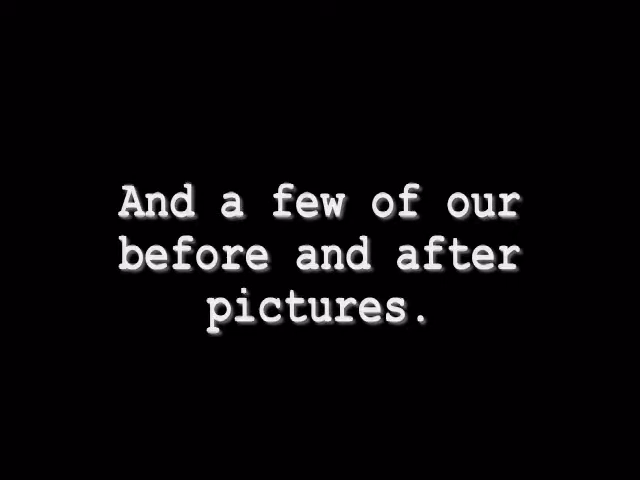 And a few of our
before and after
pictures.